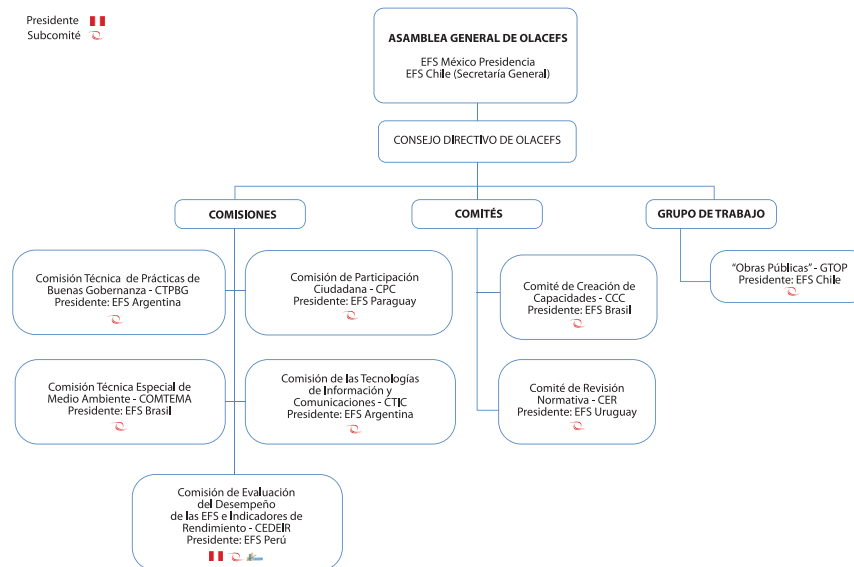 Presidente
Subcomité
ASAMBLEA GENERAL DE OLACEFS
EFS México Presidencia
EFS Chile (Secretaría General)
CONSEJO DIRECTIVO DE OLACEFS
COMISIONES
COMITÉS
GRUPO DE TRABAJO
Comisión Técnica de Prácticas de
Buenas Gobernanza - CTPBG
Presidente: EFS Argentina
Comisión de Participación
Ciudadana - CPC
Presidente: EFS Paraguay
Comité de Creación de
Capacidades - CCC
Presidente: EFS Brasil
"Obras Públicas" - GTOP
Presidente: EFS Chile
Comisión Técnica Especial de
Medio Ambiente - COMTEMA
Presidente: EFS Brasil
Comisión de las Tecnologías
de Información y
Comunicaciones - CTIC
Presidente: EFS Argentina
Comité de Revisión
Normativa - CER
Presidente: EFS Uruguay
Comisión de Evaluación
del Desempeño
de las EFS e Indicadores de
Rendimiento - CEDEIR
Presidente: EFS Perú